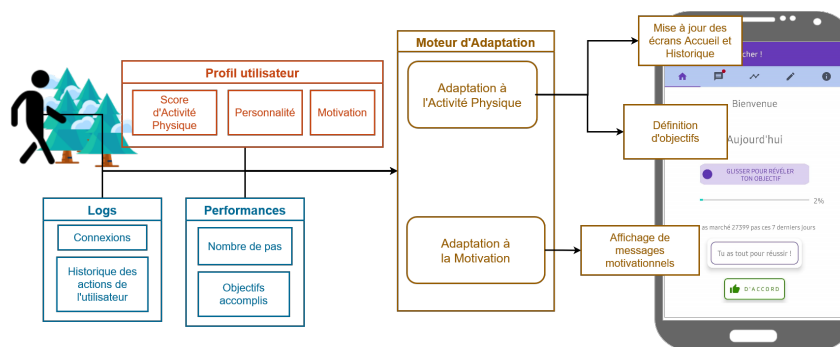 Profil utilisateur
Score
d'Activité
Physique
Personnalité
Motivation
Logs
Connexions
Historique des
actions de
l'utilisateur
Performances
Nombre de pas
Objectifs
accomplis
Moteur d'Adaptation
Adaptation à
l'Activité Physique
Adaptation à
la Motivation
Mise à jour des
écrans Accueil et
Historique
Définition
d'objectifs
Affichage de
messages
motivationnels
cher !
Bienvenue
Aujourd'hui
GLISSER POUR RÉVÉLER
TON OBJECTIF
2%
as marché 27599 pas ces 7 derniers jours
Tu as tout pour réussir !
D'ACCORD